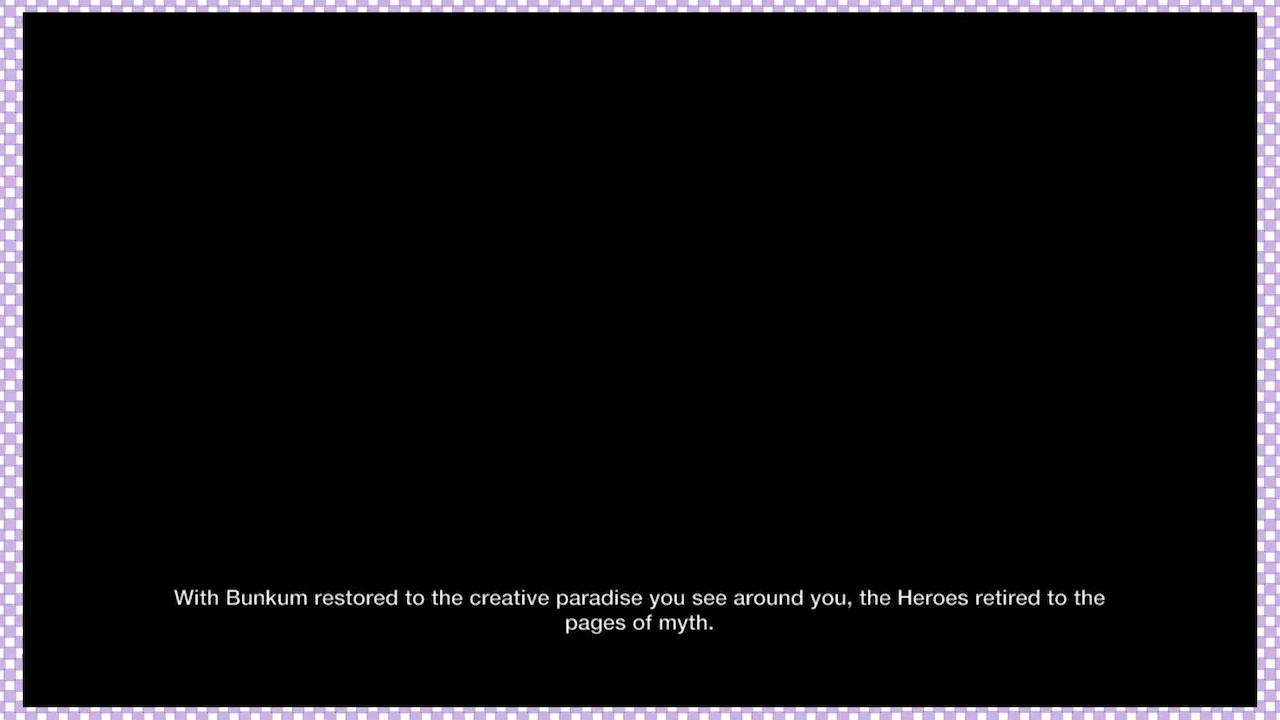 With Bunkum restored to the creative paradise you see around you, the Heroes retired to the
pages of myth.